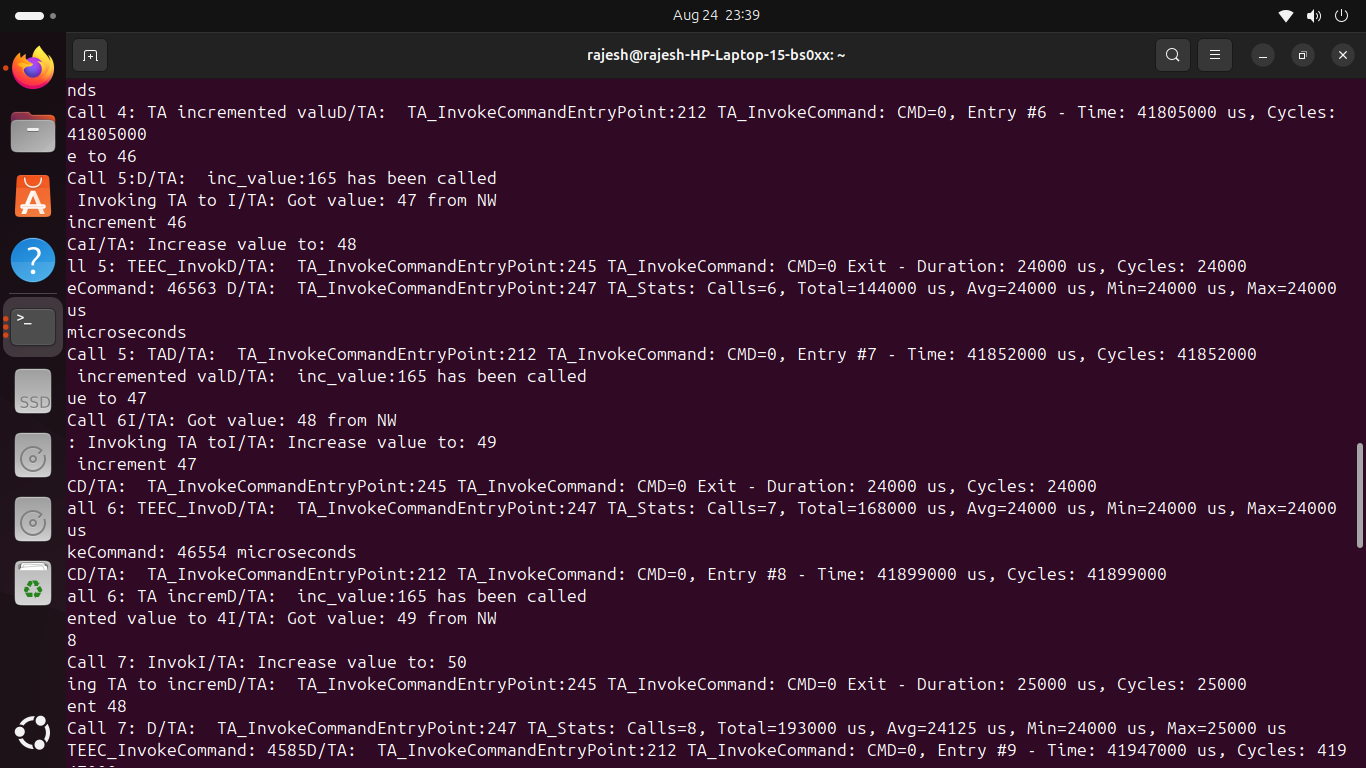 Aug 24 23:39
rajesh@rajesh-HP-Laptop-15-bs0xx: ~
nds
Call 4: TA incremented valuD/TA:  TA_InvokeCommandEntryPoint:212 TA_InvokeCommand: CMD=0, Entry #6 - Time: 41805000 us, Cycles:
41805000
e to 46
Call 5:D/TA:  inc_value:165 has been called
 Invoking TA to I/TA: Got value: 47 from NW
increment 46
CaI/TA: Increase value to: 48
ll 5: TEEC_InvokD/TA:  TA_InvokeCommandEntryPoint:245 TA_InvokeCommand: CMD=0 Exit - Duration: 24000 us, Cycles: 24000
eCommand: 46563 D/TA:  TA_InvokeCommandEntryPoint:247 TA_Stats: Calls=6, Total=144000 us, Avg=24000 us, Min=24000 us, Max=24000
us
microseconds
Call 5: TAD/TA:  TA_InvokeCommandEntryPoint:212 TA_InvokeCommand: CMD=0, Entry #7 - Time: 41852000 us, Cycles: 41852000
 incremented valD/TA:  inc_value:165 has been called
ue to 47
Call 6I/TA: Got value: 48 from NW
: Invoking TA toI/TA: Increase value to: 49
 increment 47
CD/TA:  TA_InvokeCommandEntryPoint:245 TA_InvokeCommand: CMD=0 Exit - Duration: 24000 us, Cycles: 24000
all 6: TEEC_InvoD/TA:  TA_InvokeCommandEntryPoint:247 TA_Stats: Calls=7, Total=168000 us, Avg=24000 us, Min=24000 us, Max=24000
us
keCommand: 46554 microseconds
CD/TA:  TA_InvokeCommandEntryPoint:212 TA_InvokeCommand: CMD=0, Entry #8 - Time: 41899000 us, Cycles: 41899000
all 6: TA incremD/TA:  inc_value:165 has been called
ented value to 4I/TA: Got value: 49 from NW
8
Call 7: InvokI/TA: Increase value to: 50
ing TA to incremD/TA:  TA_InvokeCommandEntryPoint:245 TA_InvokeCommand: CMD=0 Exit - Duration: 25000 us, Cycles: 25000
ent 48
Call 7: D/TA:  TA_InvokeCommandEntryPoint:247 TA_Stats: Calls=8, Total=193000 us, Avg=24125 us, Min=24000 us, Max=25000 us
TEEC_InvokeCommand: 4585D/TA:  TA_InvokeCommandEntryPoint:212 TA_InvokeCommand: CMD=0, Entry #9 - Time: 41947000 us, Cycles: 419
SSD